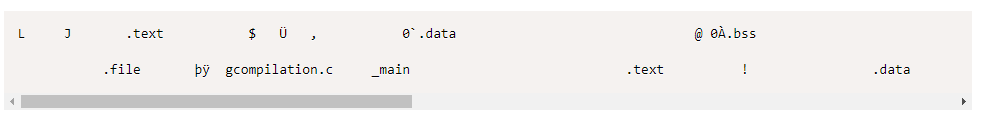 L J .text $ Ü , 0`.data @ 0À.bss
.file þÿ gcompilation.c _main .text ! .data